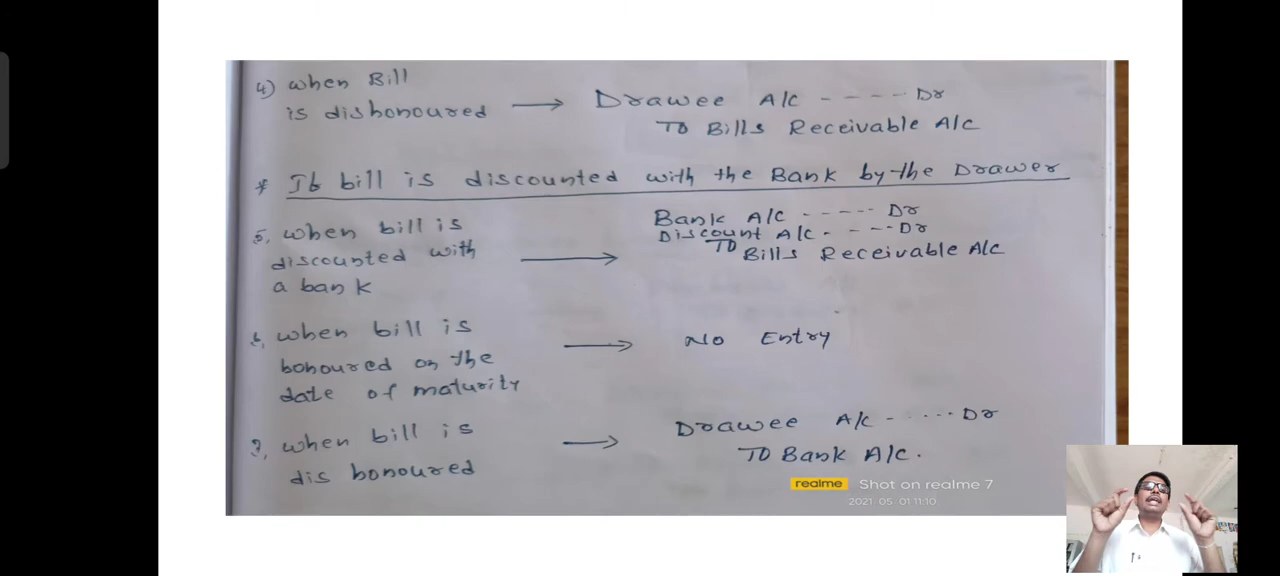 4) when Bill
is dishonoured → Drawee A/c ----- Dr
To Bills Receivable A/c
* If bill is discounted with the Bank by the Drawer
5, when bill is
discounted with
a bank
→ Bank A/c ----- Dr
Discount A/c - ---- Dr
To
Bills Receivable A/c
6, when bill is
honoured on the
date of maturity
→ No Entry
7, when bill is
dis honoured
→ Drawee A/c - ..... Dr
To Bank A/c.
realme Shot on realme 7
2021.05.01 11:10